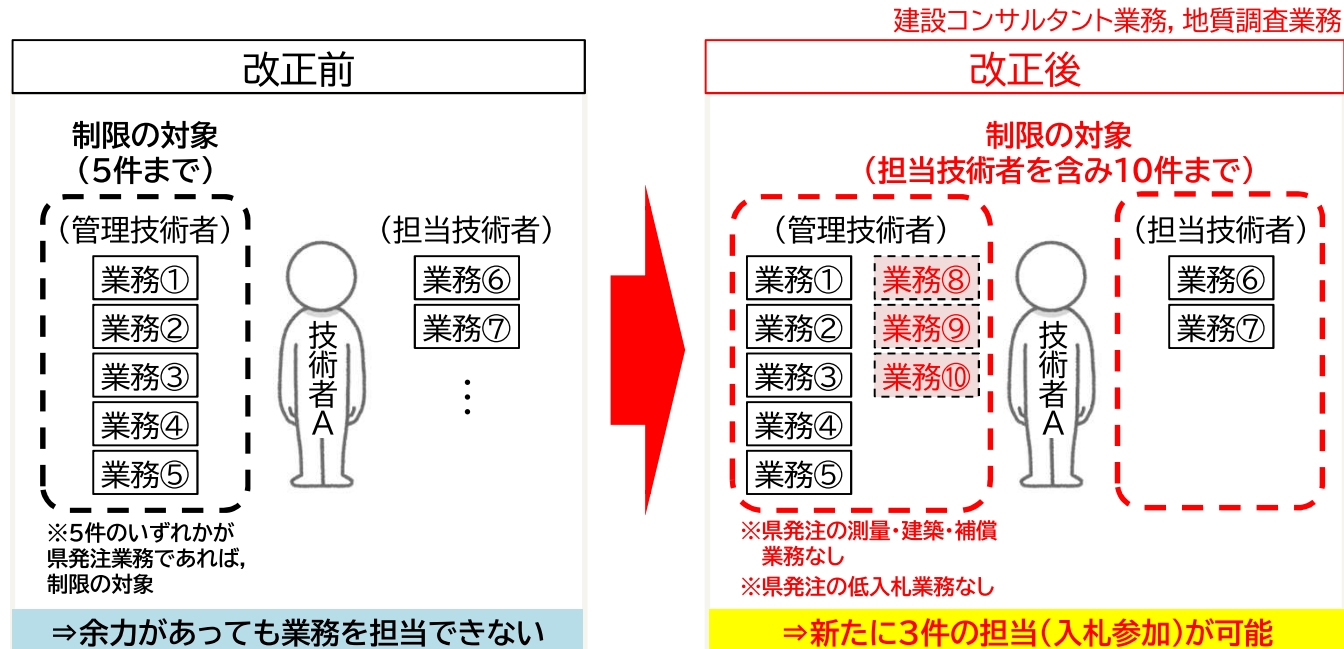 建設コンサルタント業務, 地質調査業務
改正前
制限の対象
(5件まで)
(管理技術者)
業務①
業務②
業務③
業務④
業務⑤
技術者A
(担当技術者)
業務⑥
業務⑦
⋮
※5件のいずれかが
県発注業務であれば,
制限の対象
⇒余力があっても業務を担当できない
改正後
制限の対象
(担当技術者を含み10件まで)
(管理技術者)
業務①
業務②
業務③
業務④
業務⑤
業務⑧
業務⑨
業務⑩
技術者A
(担当技術者)
業務⑥
業務⑦
※県発注の測量・建築・補償
業務なし
※県発注の低入札業務なし
⇒新たに3件の担当(入札参加)が可能